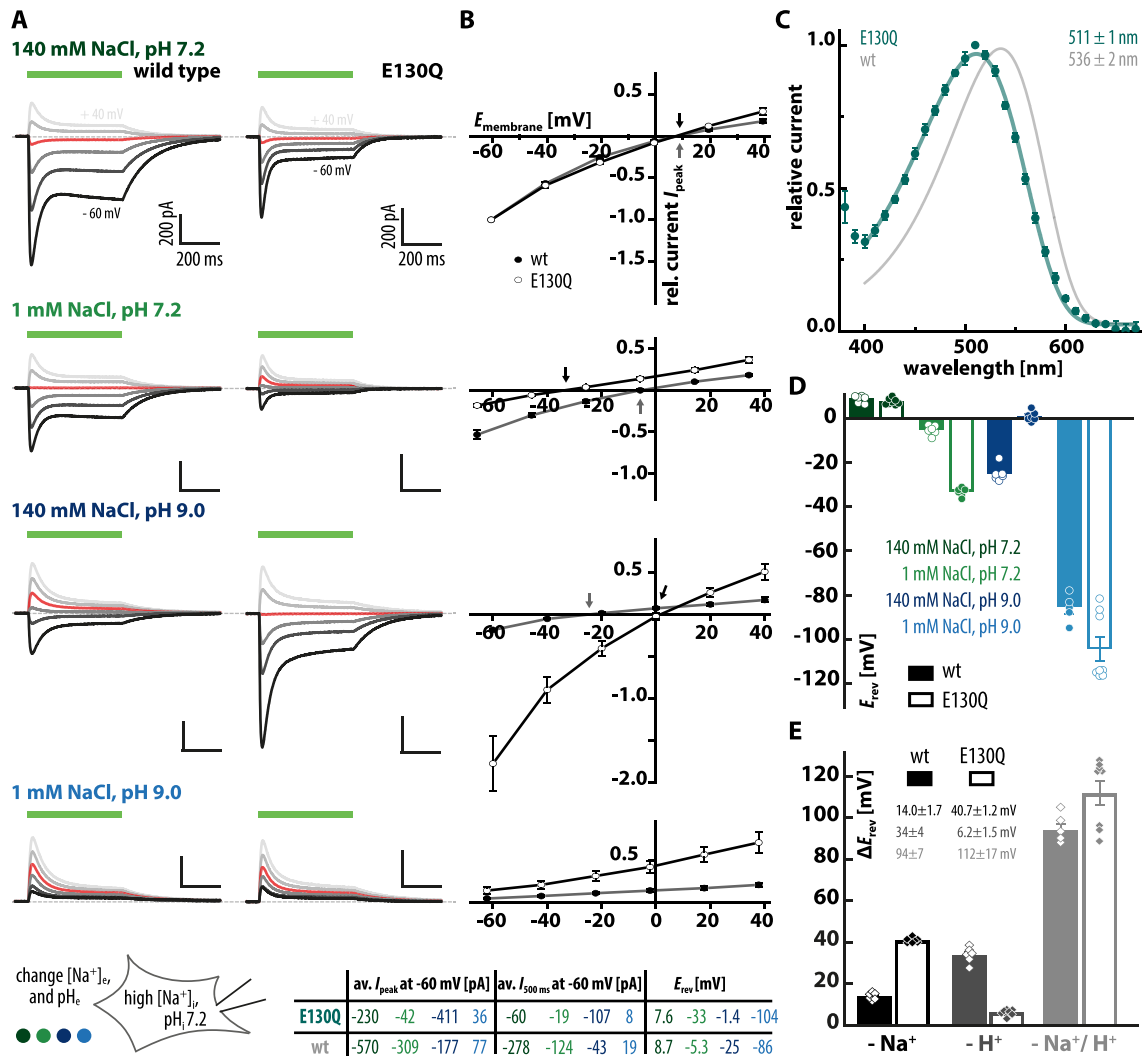 A
140 mM NaCl, pH 7.2
wild type
E130Q
+ 40 mV
- 60 mV
200 pA
200 ms
+ 40 mV
- 60 mV
200 pA
200 ms
1 mM NaCl, pH 7.2
140 mM NaCl, pH 9.0
1 mM NaCl, pH 9.0
change [Na⁺]e,
and pHe
high [Na⁺]i,
pHi 7.2
B
Emembrane [mV]
rel. current Ipeak
0.5
-60 -40 -20 0 20 40
-0.5
-1.0
-1.5
wt
E130Q
0.5
-60 -40 -20 0 20 40
-0.5
-1.0
0.5
-60 -40 -20 0 20 40
-1.0
-2.0
0.5
-60 -40 -20 0 20 40
av. Ipeak at -60 mV [pA] av. I500 ms at -60 mV [pA] Erev [mV]
E130Q -230 -42 -411 36 -60 -19 -107 8 7.6 -33 -1.4 -104
wt -570 -309 -177 77 -278 -124 -43 19 8.7 -5.3 -25 -86
C
E130Q 511 ± 1 nm
wt 536 ± 2 nm
relative current
1.0
0.5
0.0
400 500 600
wavelength [nm]
D
0
-20
-40
-60
-80
-100
-120
Erev [mV]
140 mM NaCl, pH 7.2
1 mM NaCl, pH 7.2
140 mM NaCl, pH 9.0
1 mM NaCl, pH 9.0
wt
E130Q
E
ΔErev [mV]
120
100
80
60
40
20
0
wt E130Q
14.0±1.7 40.7±1.2 mV
34±4 6.2±1.5 mV
94±7 112±17 mV
- Na⁺ - H⁺ - Na⁺/ H⁺